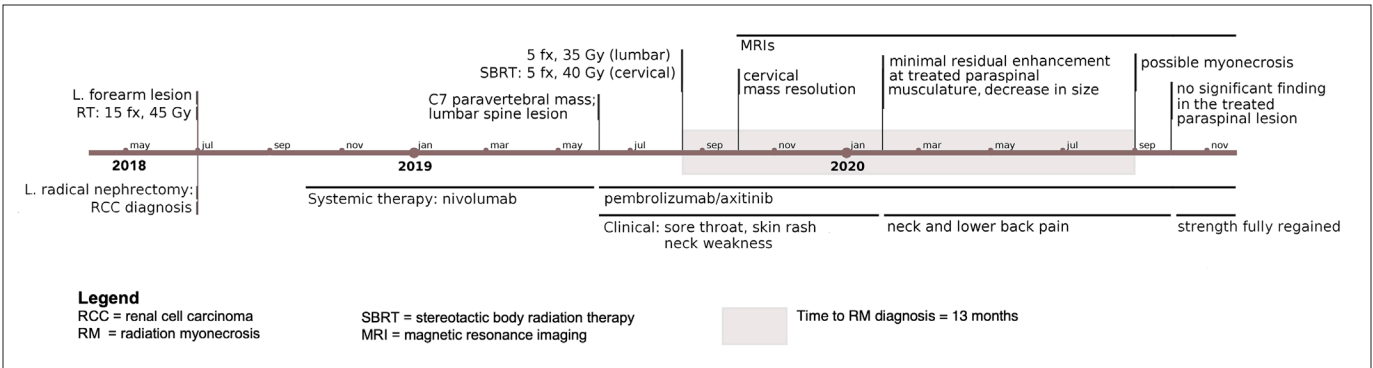 MRIs
5 fx, 35 Gy (lumbar)
SBRT: 5 fx, 40 Gy (cervical)
cervical
mass resolution
minimal residual enhancement
at treated paraspinal
musculature, decrease in size
possible myonecrosis
no significant finding
in the treated
paraspinal lesion
L. forearm lesion
RT: 15 fx, 45 Gy
C7 paravertebral mass;
lumbar spine lesion
may jul sep nov jan mar may jul sep nov jan mar may jul sep nov
2018 2019 2020
L. radical nephrectomy:
RCC diagnosis
Systemic therapy: nivolumab
pembrolizumab/axitinib
Clinical: sore throat, skin rash
neck weakness
neck and lower back pain
strength fully regained
Legend
RCC = renal cell carcinoma
RM = radiation myonecrosis
SBRT = stereotactic body radiation therapy
MRI = magnetic resonance imaging
Time to RM diagnosis = 13 months